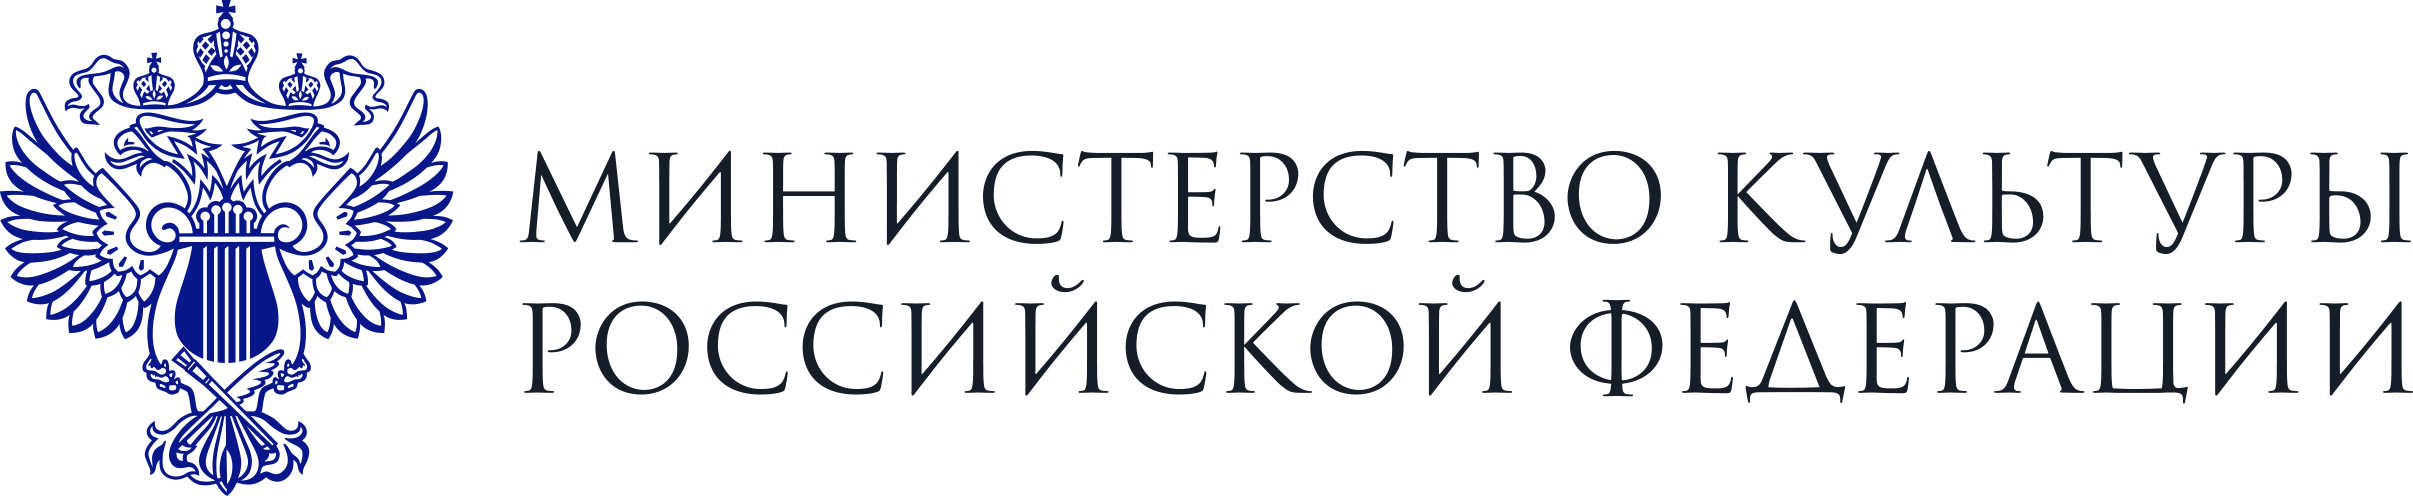 МИНИСТЕРСТВО КУЛЬТУРЫ
РОССИЙСКОЙ ФЕДЕРАЦИИ